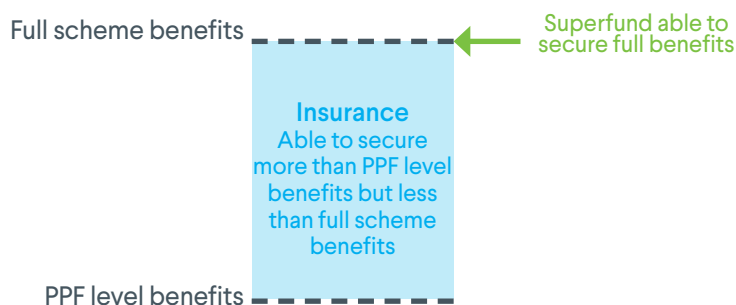 Full scheme benefits
Superfund able to
secure full benefits
Insurance
Able to secure
more than PPF level
benefits but less
than full scheme
benefits
PPF level benefits